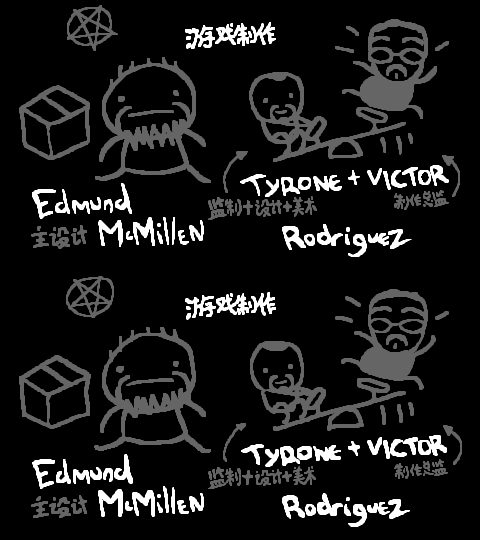 游戏制作
TYRONE + VICTOR
Edmund
监制+设计+美术
制作总监
主设计 McMillEN
RodrigueZ
游戏制作
TYRONE + VICTOR
Edmund
监制+设计+美术
制作总监
主设计 McMillEN
RodrigueZ